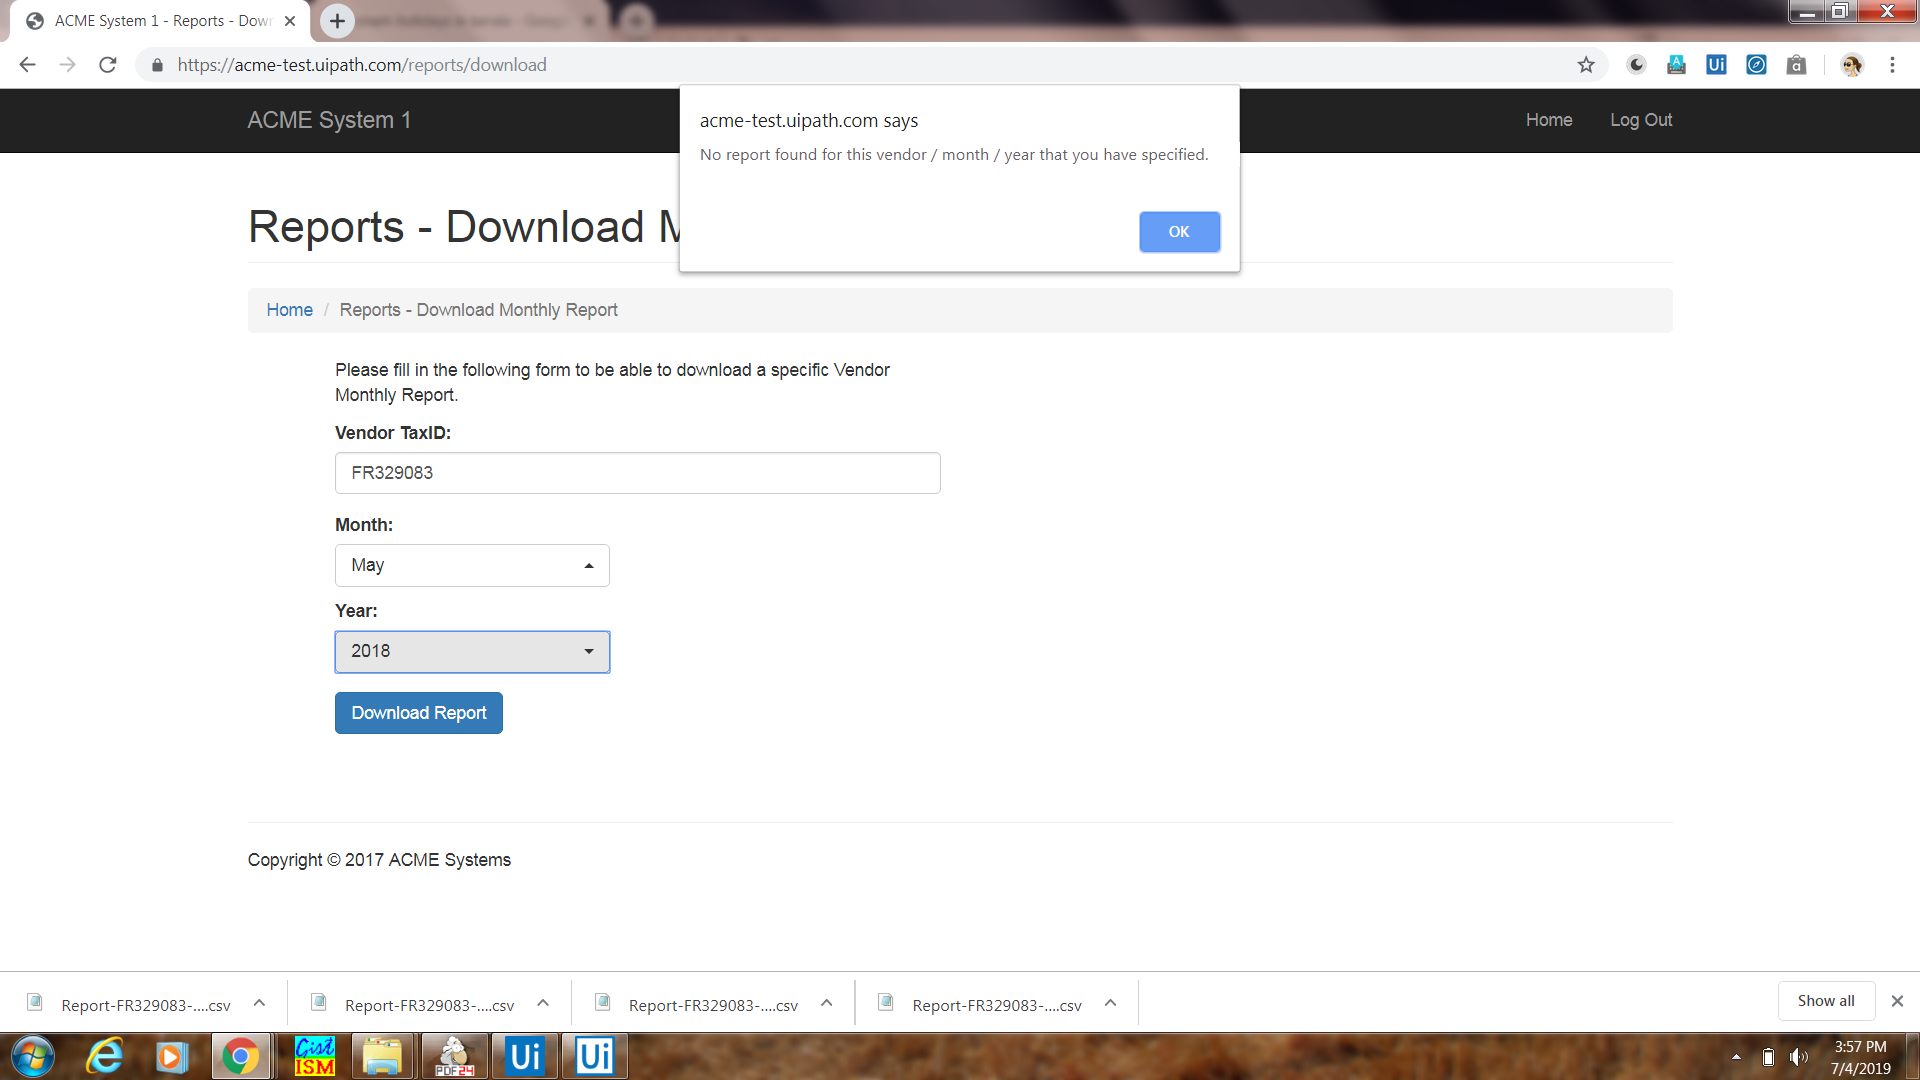 ACME System 1 - Reports - Dow
https://acme-test.uipath.com/reports/download
ACME System 1
Home
Log Out
acme-test.uipath.com says
No report found for this vendor / month / year that you have specified.
OK
Reports - Download M
Home / Reports - Download Monthly Report
Please fill in the following form to be able to download a specific Vendor
Monthly Report.
Vendor TaxID:
FR329083
Month:
May
Year:
2018
Download Report
Copyright © 2017 ACME Systems
Report-FR329083-....csv
Report-FR329083-....csv
Report-FR329083-....csv
Report-FR329083-....csv
Show all
Gist
ISM
PDF24
Ui
Ui
3:57 PM
7/4/2019